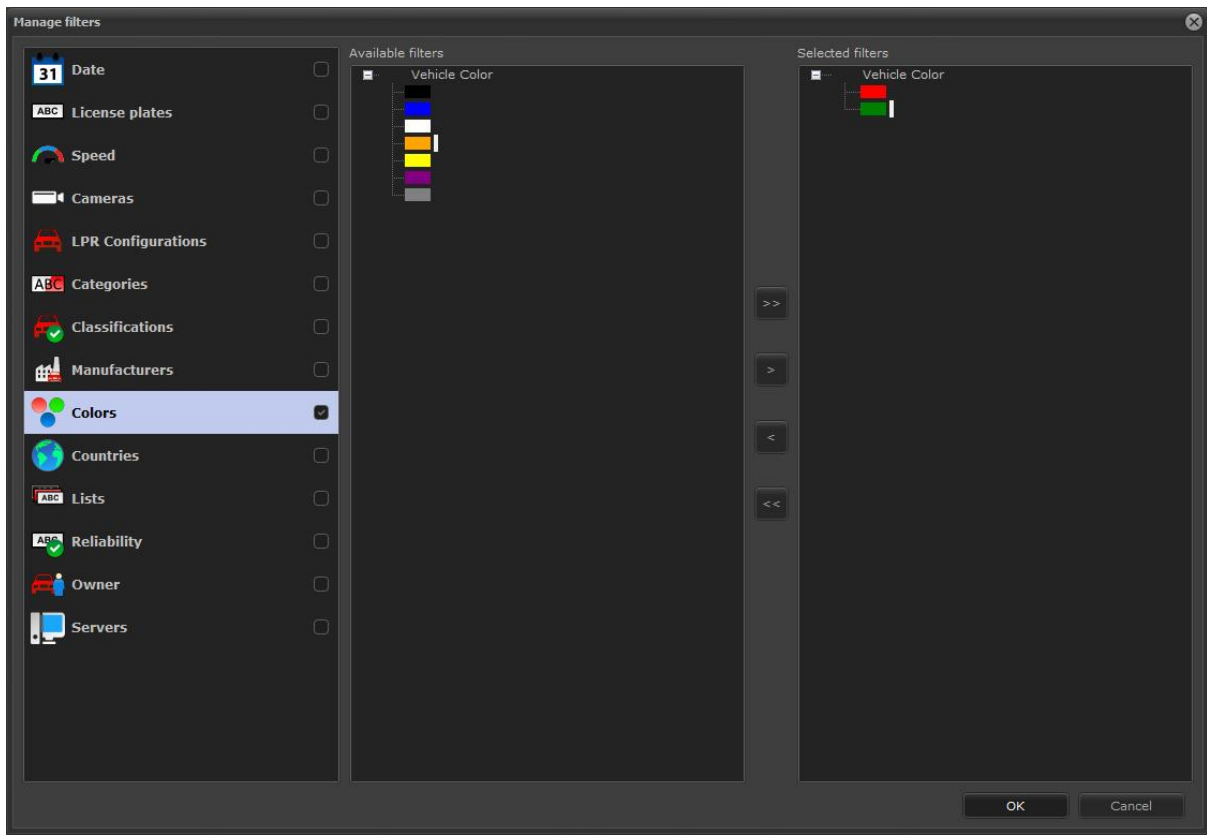 Manage filters
Available filters
Selected filters
31 Date
ABC License plates
Speed
Cameras
LPR Configurations
ABC Categories
Classifications
Manufacturers
Colors
Countries
ABC Lists
ABC Reliability
Owner
Servers
Vehicle Color
Vehicle Color
>>
>
<
<<
OK
Cancel